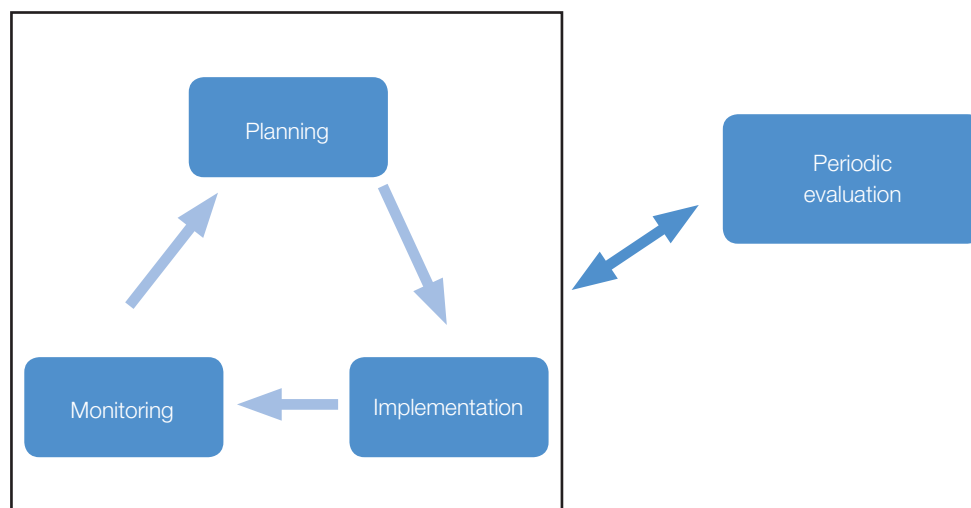 Planning
Periodic
evaluation
Monitoring
Implementation